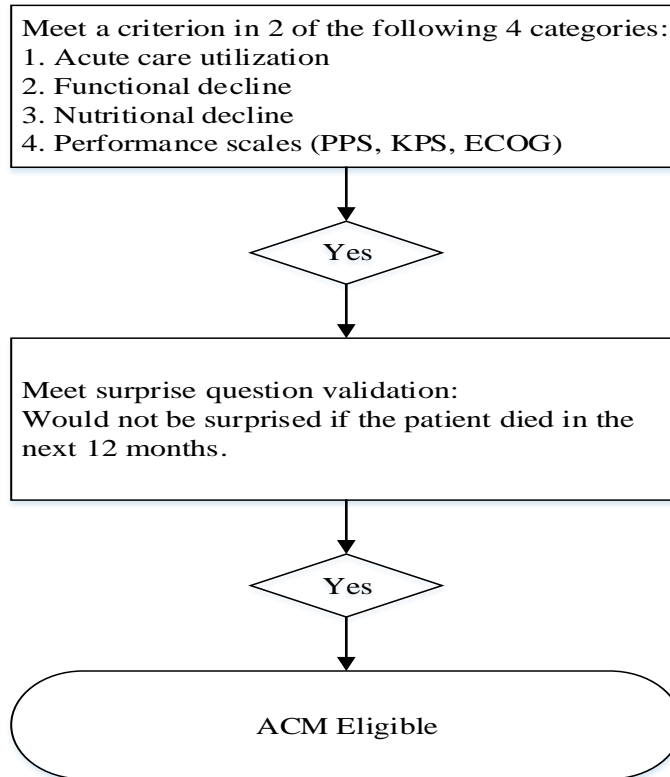 Meet a criterion in 2 of the following 4 categories:
1. Acute care utilization
2. Functional decline
3. Nutritional decline
4. Performance scales (PPS, KPS, ECOG)
Yes
Meet surprise question validation:
Would not be surprised if the patient died in the
next 12 months.
Yes
ACM Eligible